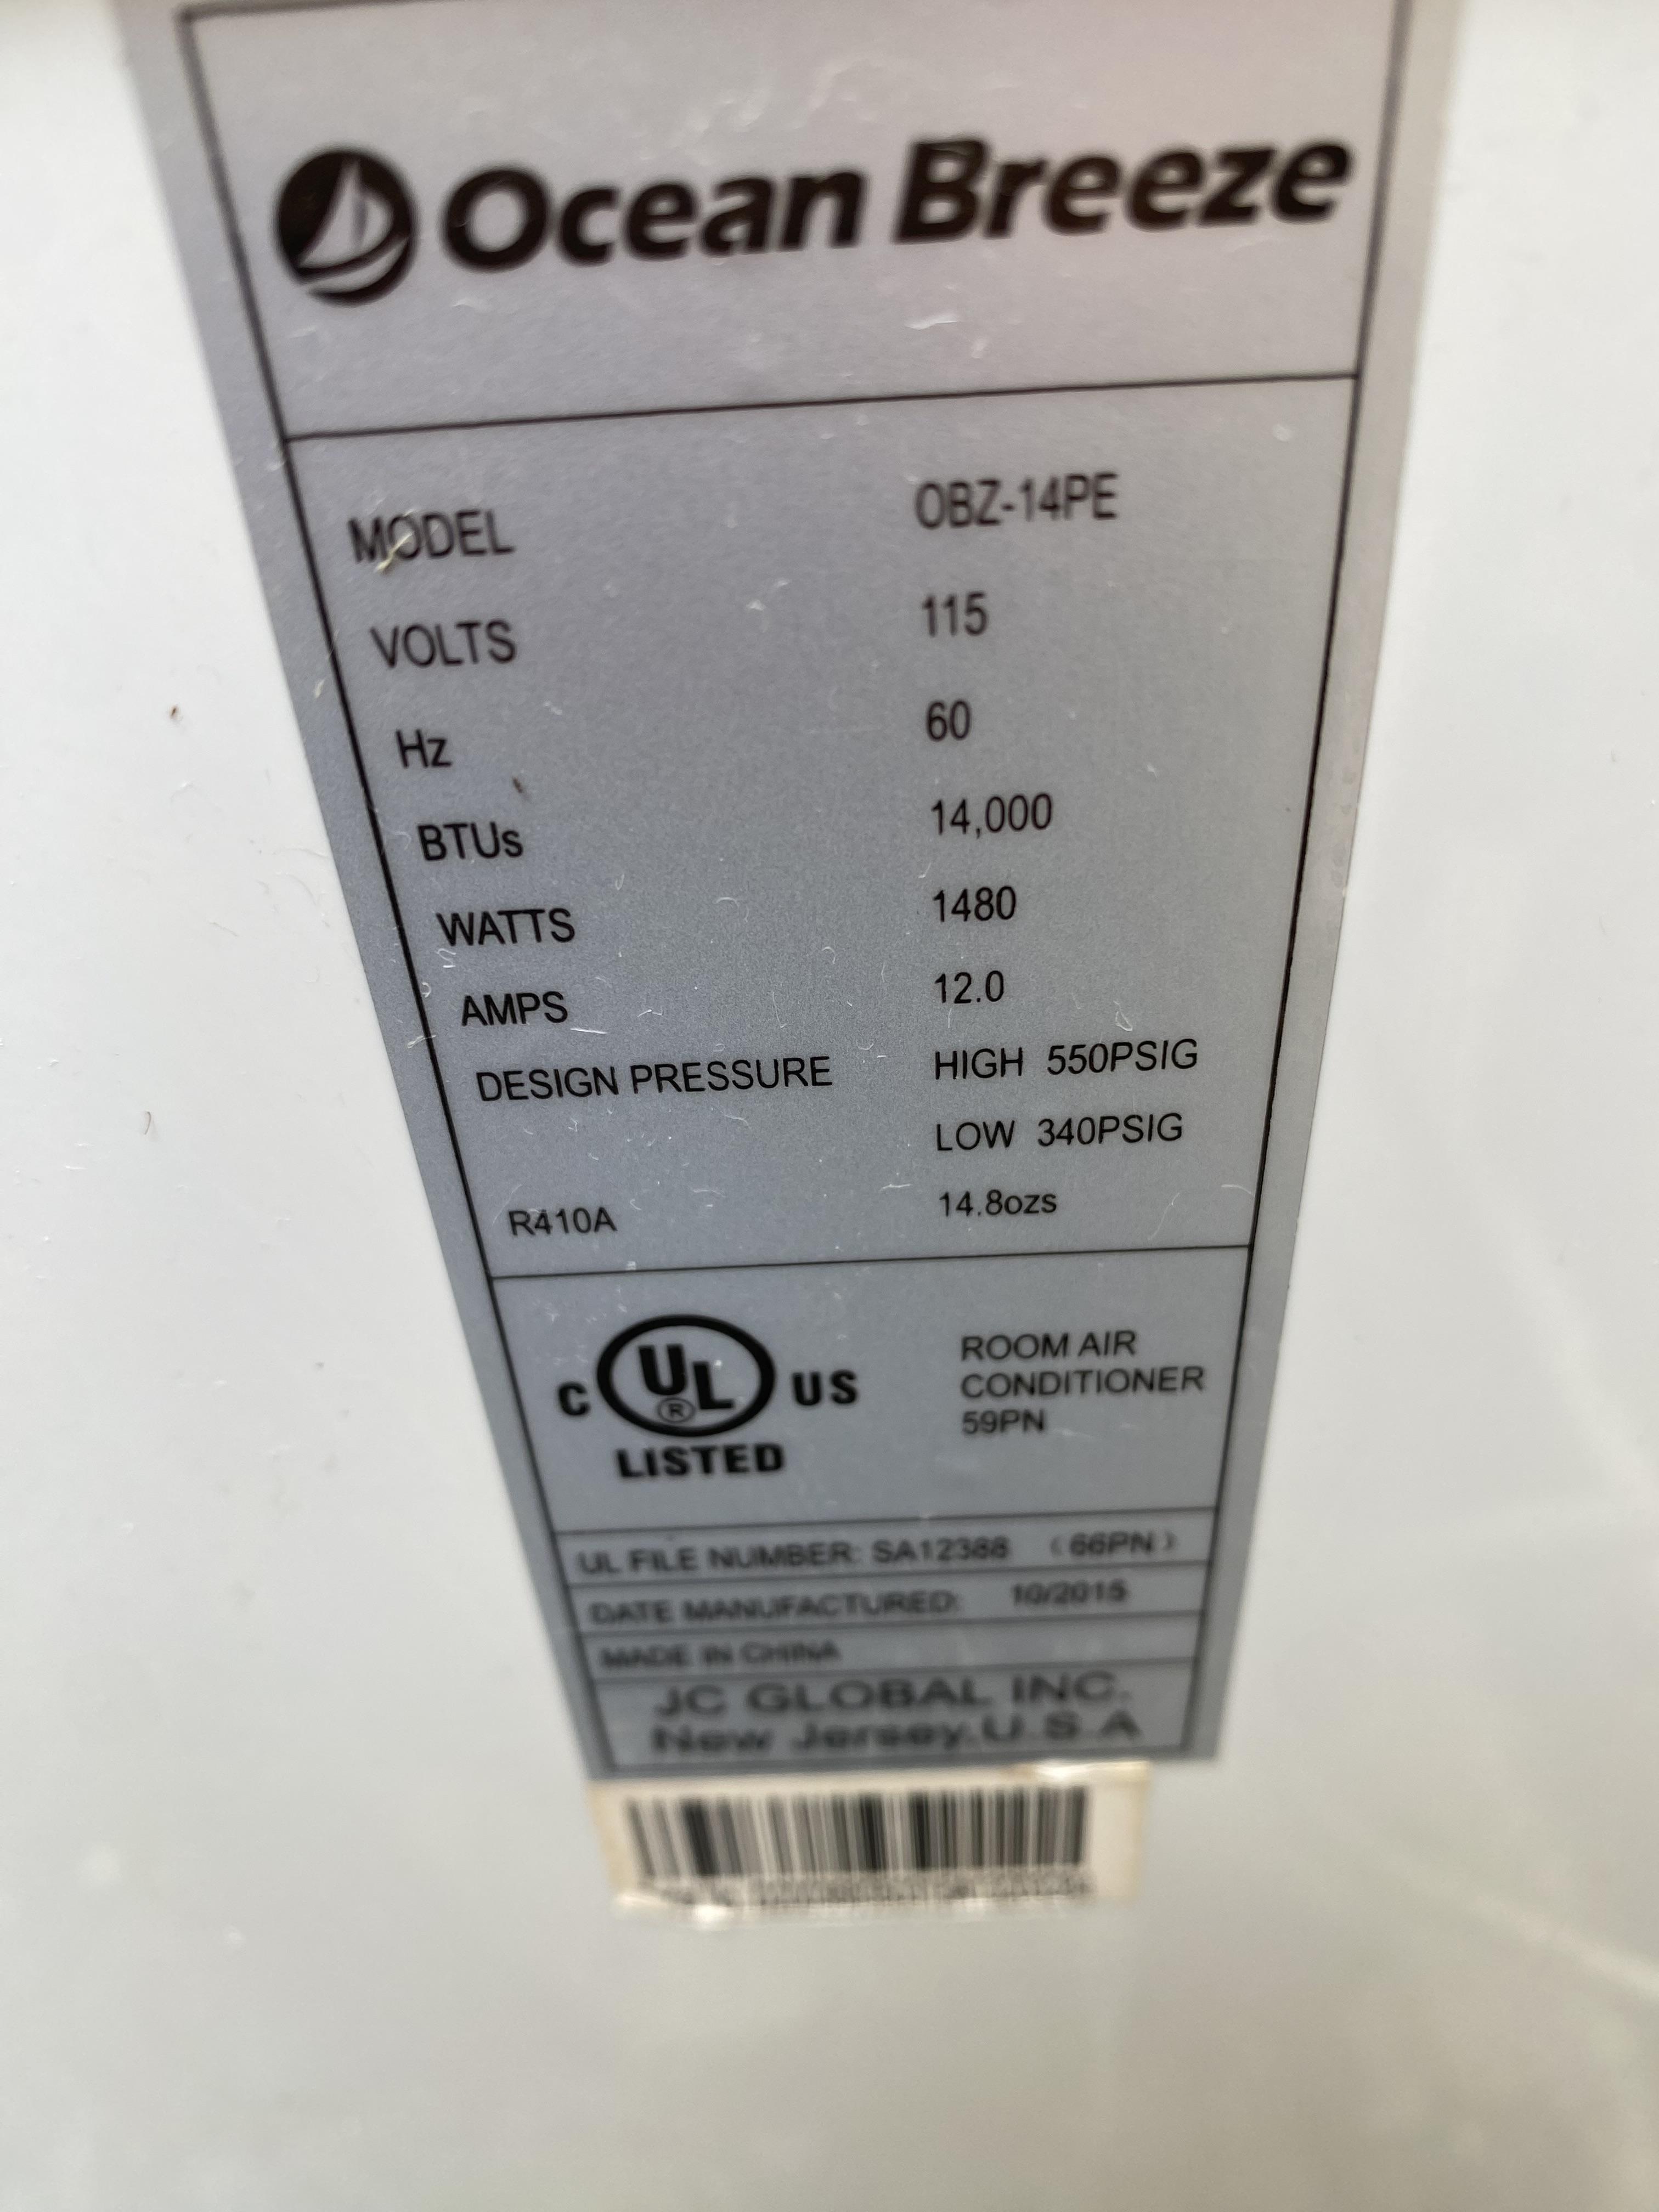 Ocean Breeze
MODEL OBZ-14PE
VOLTS 115
Hz 60
BTUs 14,000
WATTS 1480
AMPS 12.0
DESIGN PRESSURE HIGH 550PSIG
LOW 340PSIG
R410A 14.8ozs
C UL ® US
LISTED
ROOM AIR
CONDITIONER
59PN
UL FILE NUMBER: SA12388 (66PN)
DATE MANUFACTURED: 10/2015
MADE IN CHINA
JC GLOBAL INC.
New Jersey,U.S.A